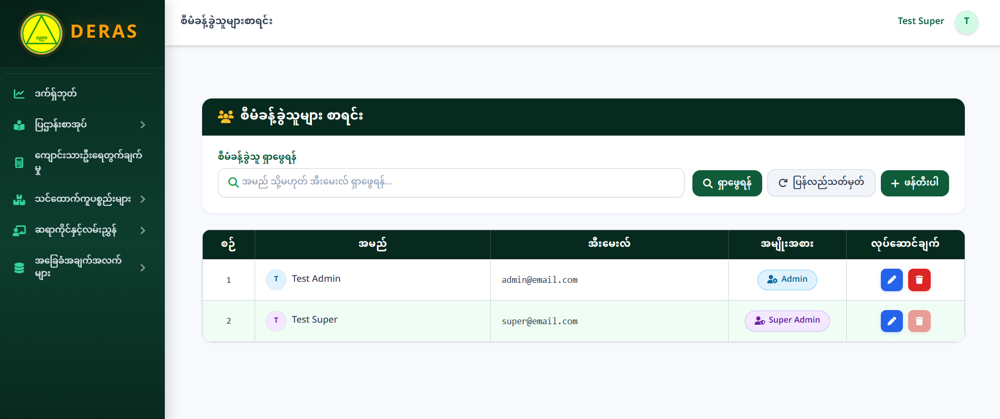 ပညာ
DERAS
စီမံခန့်ခွဲသူများစာရင်း
Test Super
T
ဒက်ရှ်ဘုတ်
ပြဌာန်းစာအုပ်
ကျောင်းသားဦးရေတွက်ချက်
မှု
သင်ထောက်ကူပစ္စည်းများ
ဆရာကိုင်နှင့်လမ်းညွှန်
အခြေခံအချက်အလက်
များ
စီမံခန့်ခွဲသူများ စာရင်း
စီမံခန့်ခွဲသူ ရှာဖွေရန်
အမည် သို့မဟုတ် အီးမေးလ် ရှာဖွေရန်...
ရှာဖွေရန်
ပြန်လည်သတ်မှတ်
ဖန်တီးပါ
စဉ် အမည် အီးမေးလ် အမျိုးအစား လုပ်ဆောင်ချက်
1 T Test Admin admin@email.com Admin
2 T Test Super super@email.com Super Admin